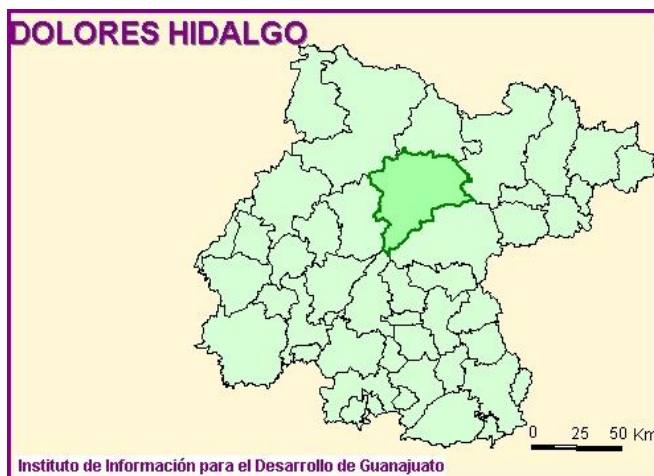 DOLORES HIDALGO
0 25 50 Km
Instituto de Información para el Desarrollo de Guanajuato